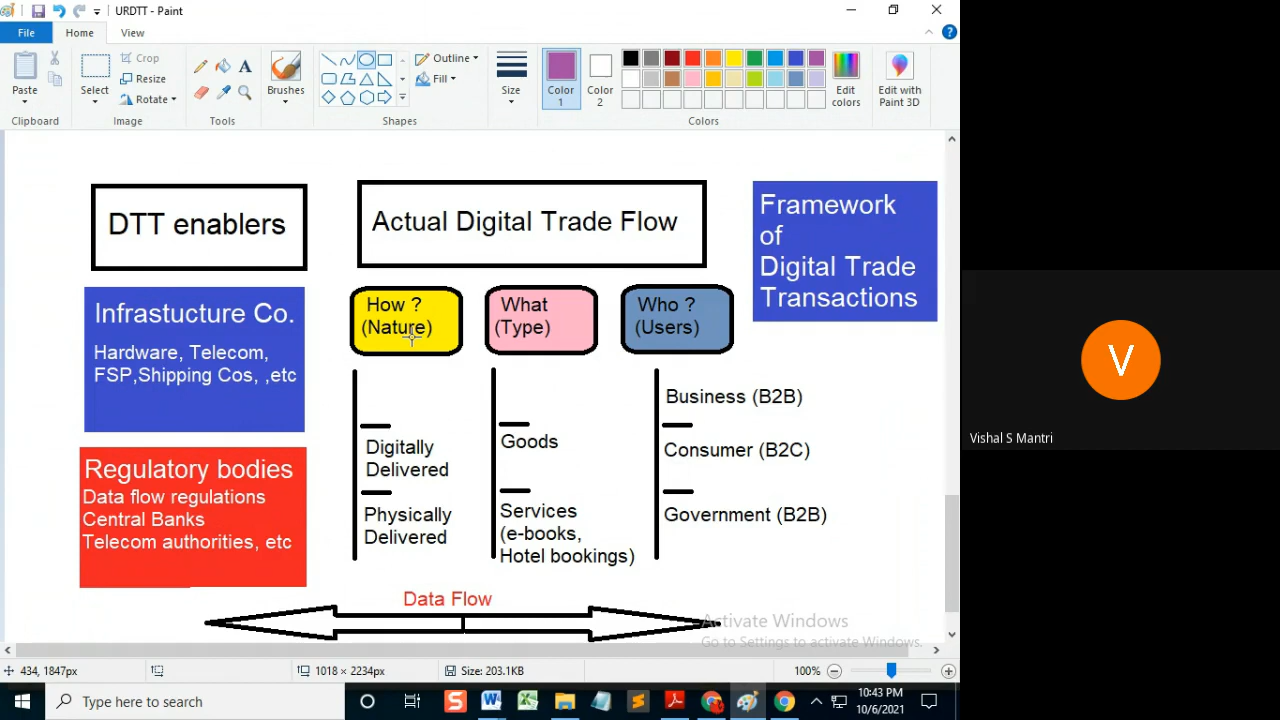 URDTT - Paint
File
Home
View
Paste
Clipboard
Select
Crop
Resize
Rotate
Image
A
Tools
Brushes
Outline
Fill
Shapes
Size
Color
1
Color
2
Edit
colors
Edit with
Paint 3D
Colors
DTT enablers
Actual Digital Trade Flow
Framework
of
Digital Trade
Transactions
Infrastucture Co.
Hardware, Telecom,
FSP,Shipping Cos, ,etc
How ?
(Nature)
What
(Type)
Who ?
(Users)
Regulatory bodies
Data flow regulations
Central Banks
Telecom authorities, etc
Digitally
Delivered
Physically
Delivered
Goods
Services
(e-books,
Hotel bookings)
Business (B2B)
Consumer (B2C)
Government (B2B)
Data Flow
Activate Windows
Go to Settings to activate Windows.
V
Vishal S Mantri
434, 1847px
1018 × 2234px
Size: 203.1KB
100%
Type here to search
10:43 PM
10/6/2021